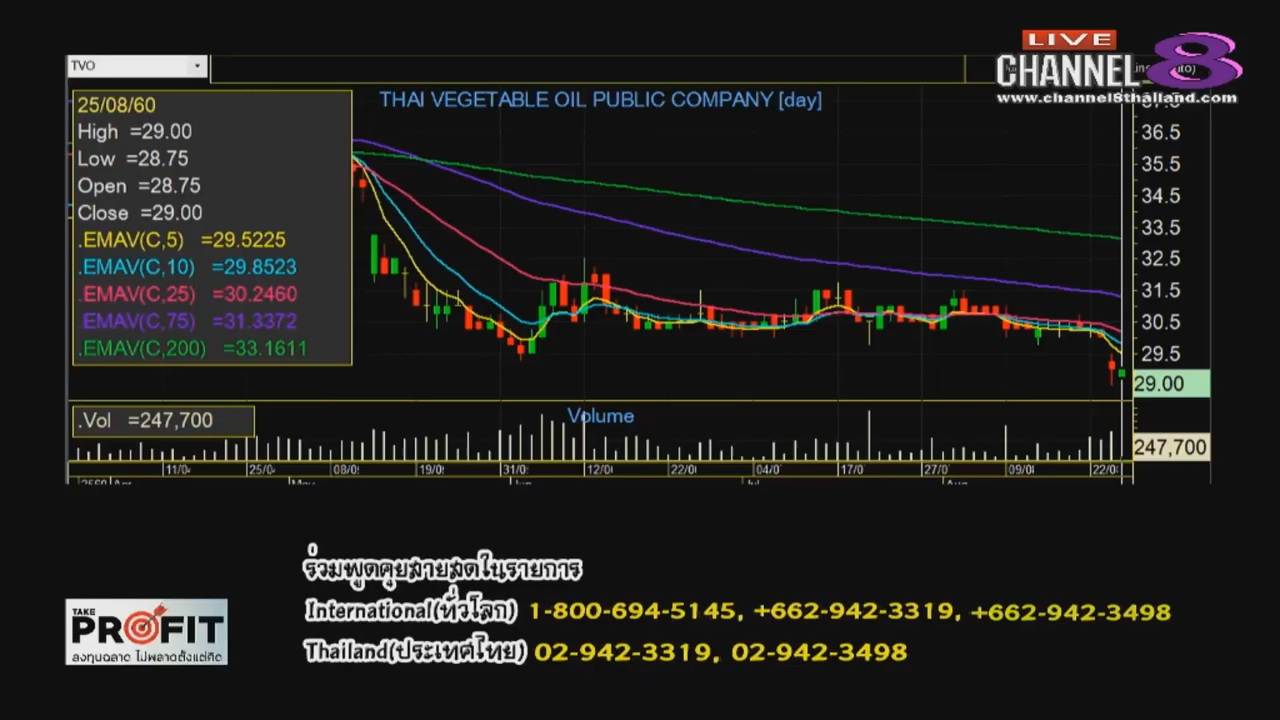 LIVE
CHANNEL 8
www.channel8thailand.com
TVO
THAI VEGETABLE OIL PUBLIC COMPANY [day]
25/08/60
High =29.00
Low =28.75
Open =28.75
Close =29.00
.EMAV(C,5) =29.5225
.EMAV(C,10) =29.8523
.EMAV(C,25) =30.2460
.EMAV(C,75) =31.3372
.EMAV(C,200) =33.1611
37.5
36.5
35.5
34.5
33.5
32.5
31.5
30.5
29.5
29.00
.Vol =247,700
Volume
247,700
11/0 25/0 08/0 19/0 31/0 12/0 22/0 04/0 17/0 27/0 09/0 22/0
ร่วมพูดคุยสายสดในรายการ
International(ทั่วโลก) 1-800-694-5145, +662-942-3319, +662-942-3498
Thailand(ประเทศไทย) 02-942-3319, 02-942-3498
TAKE
PROFIT
ลงทุนฉลาด ไม่พลาดตั้งแต่คิด